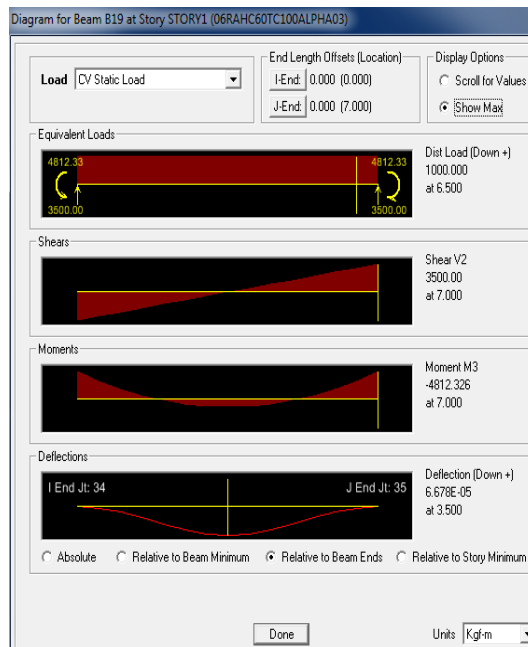 Diagram for Beam B19 at Story STORY1 (06RAHC60TC100ALPHA03)
Load CV Static Load
End Length Offsets (Location)
I-End: 0.000 (0.000)
J-End: 0.000 (7.000)
Display Options
Scroll for Values
Show Max
Equivalent Loads
4812.33 4812.33
3500.00 3500.00
Dist Load (Down +)
1000.000
at 6.500
Shears
Shear V2
3500.00
at 7.000
Moments
Moment M3
-4812.326
at 7.000
Deflections
I End Jt: 34 J End Jt: 35
Deflection (Down +)
6.678E-05
at 3.500
Absolute Relative to Beam Minimum Relative to Beam Ends Relative to Story Minimum
Done
Units Kgf-m